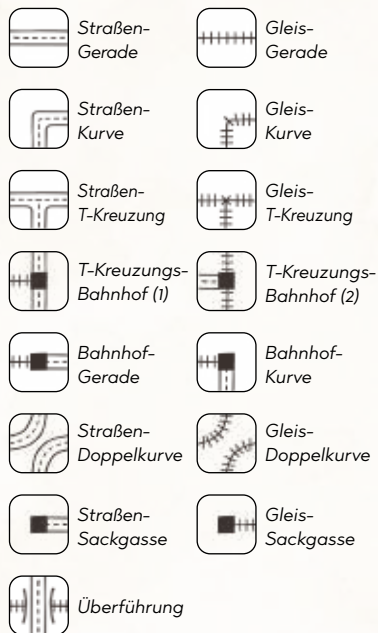 Straßen-
Gerade
Gleis-
Gerade
Straßen-
Kurve
Gleis-
Kurve
Straßen-
T-Kreuzung
Gleis-
T-Kreuzung
T-Kreuzungs-
Bahnhof (1)
T-Kreuzungs-
Bahnhof (2)
Bahnhof-
Gerade
Bahnhof-
Kurve
Straßen-
Doppelkurve
Gleis-
Doppelkurve
Straßen-
Sackgasse
Gleis-
Sackgasse
Überführung